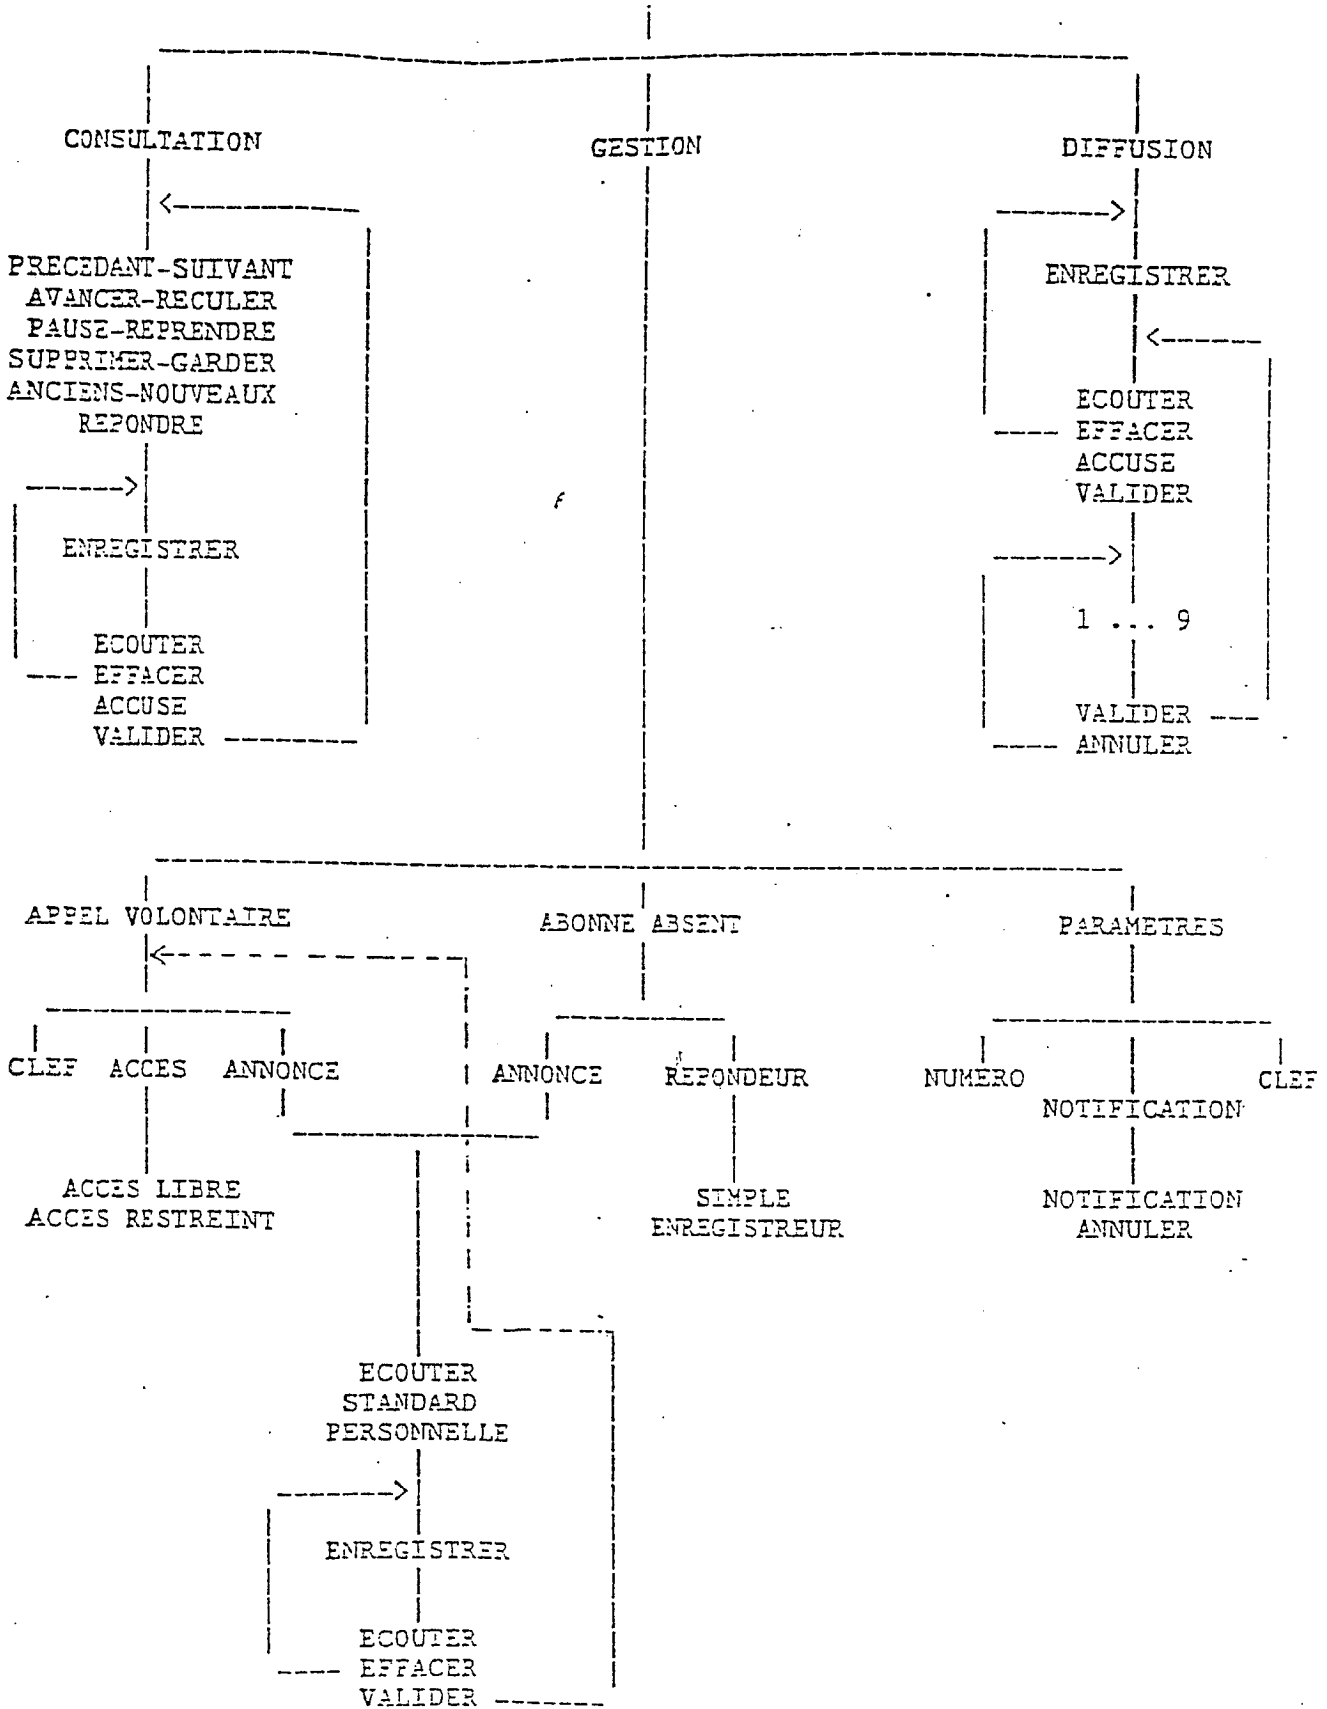 CONSULTATION
GESTION
DIFFUSION
PRECEDANT-SUIVANT
AVANCER-RECULER
PAUSE-REPRENDRE
SUPPRIMER-GARDER
ANCIENS-NOUVEAUX
REPONDRE
ENREGISTRER
ECOUTER
EFFACER
ACCUSE
VALIDER
ENREGISTRER
ECOUTER
EFFACER
ACCUSE
VALIDER
1 ... 9
VALIDER
ANNULER
APPEL VOLONTAIRE
ABONNE ABSENT
PARAMETRES
CLEF ACCES ANNONCE
ANNONCE REPONDEUR
NUMERO
CLEF
NOTIFICATION
ACCES LIBRE
ACCES RESTREINT
SIMPLE
ENREGISTREUR
NOTIFICATION
ANNULER
ECOUTER
STANDARD
PERSONNELLE
ENREGISTRER
ECOUTER
EFFACER
VALIDER